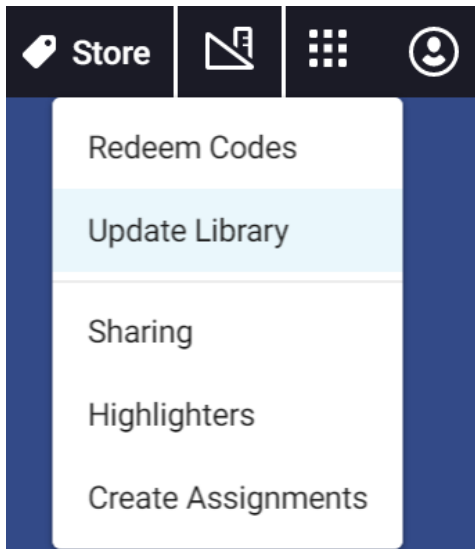 Store
Redeem Codes
Update Library
Sharing
Highlighters
Create Assignments